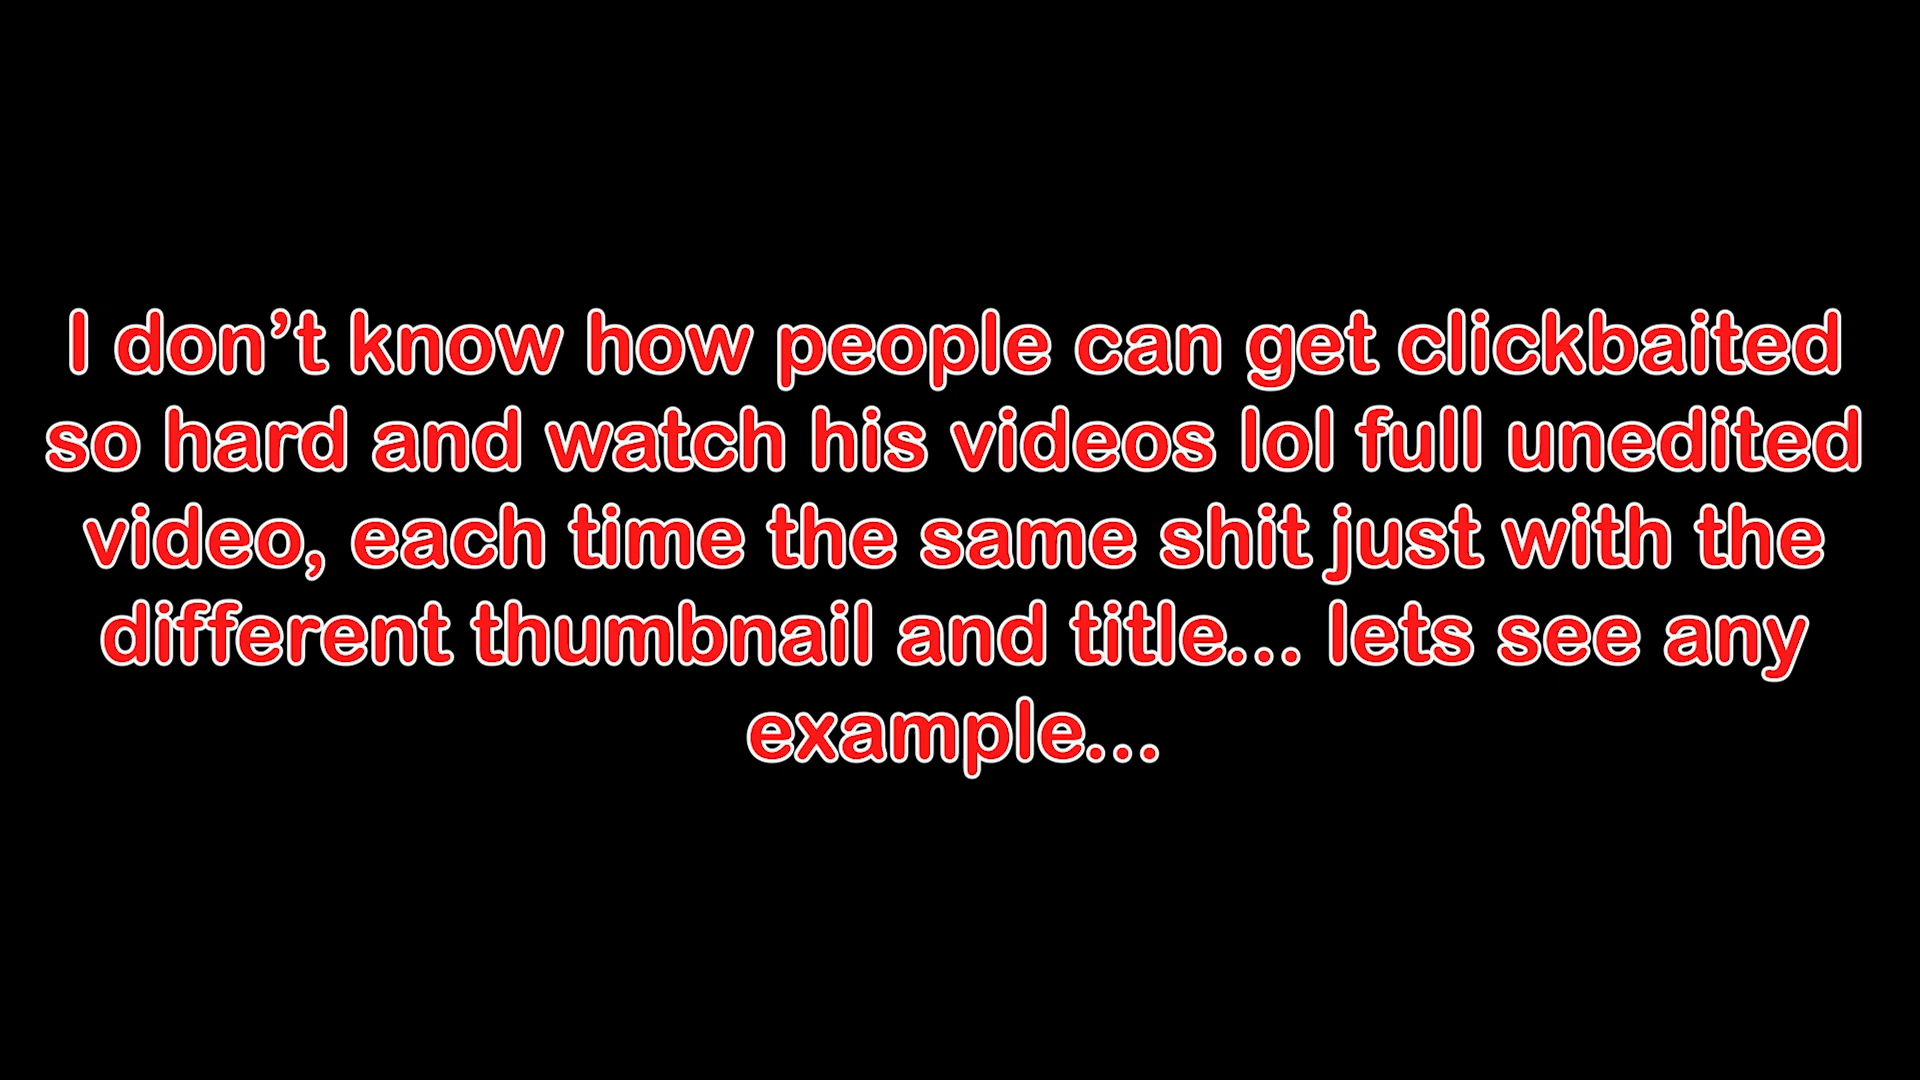 I don’t know how people can get clickbaited
so hard and watch his videos lol full unedited
video, each time the same shit just with the
different thumbnail and title... lets see any
example...